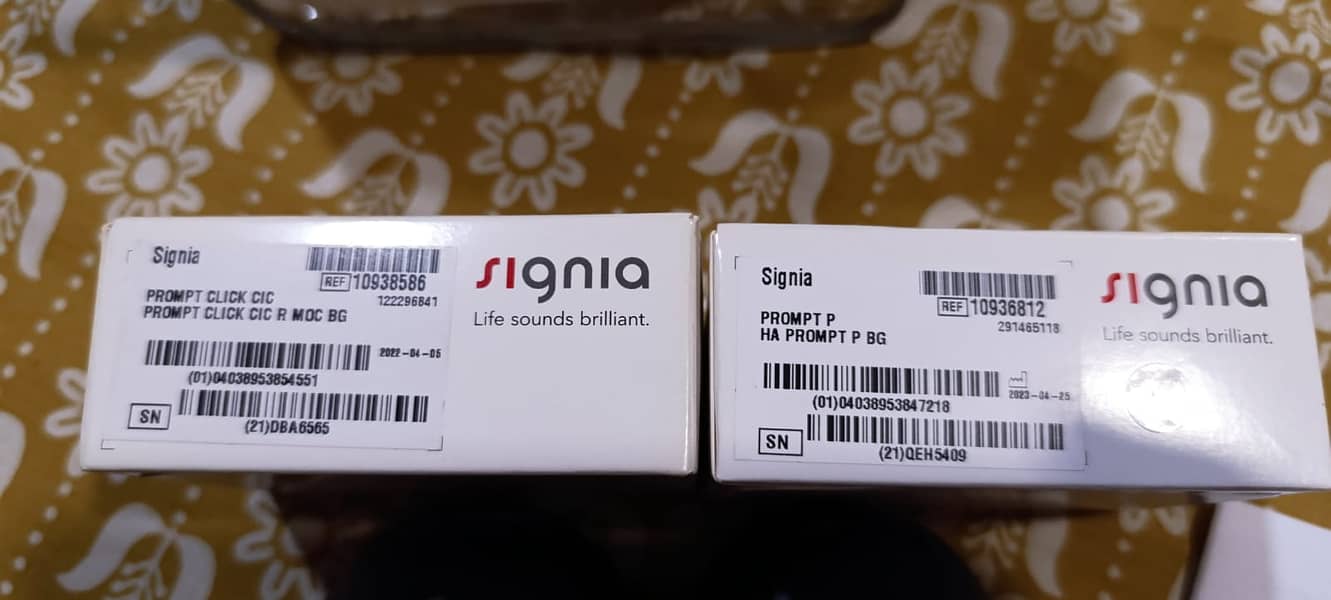 Signia
REF 10938586
122296841
PROMPT CLICK CIC
PROMPT CLICK CIC R MOC BG
2022-04-05
(01)04038953854551
SN
(21)DBA6565
signia
Life sounds brilliant.
Signia
REF 10936812
291465118
PROMPT P
HA PROMPT P BG
2023-04-25
(01)04038953847218
SN
(21)QEH5409
signia
Life sounds brilliant.